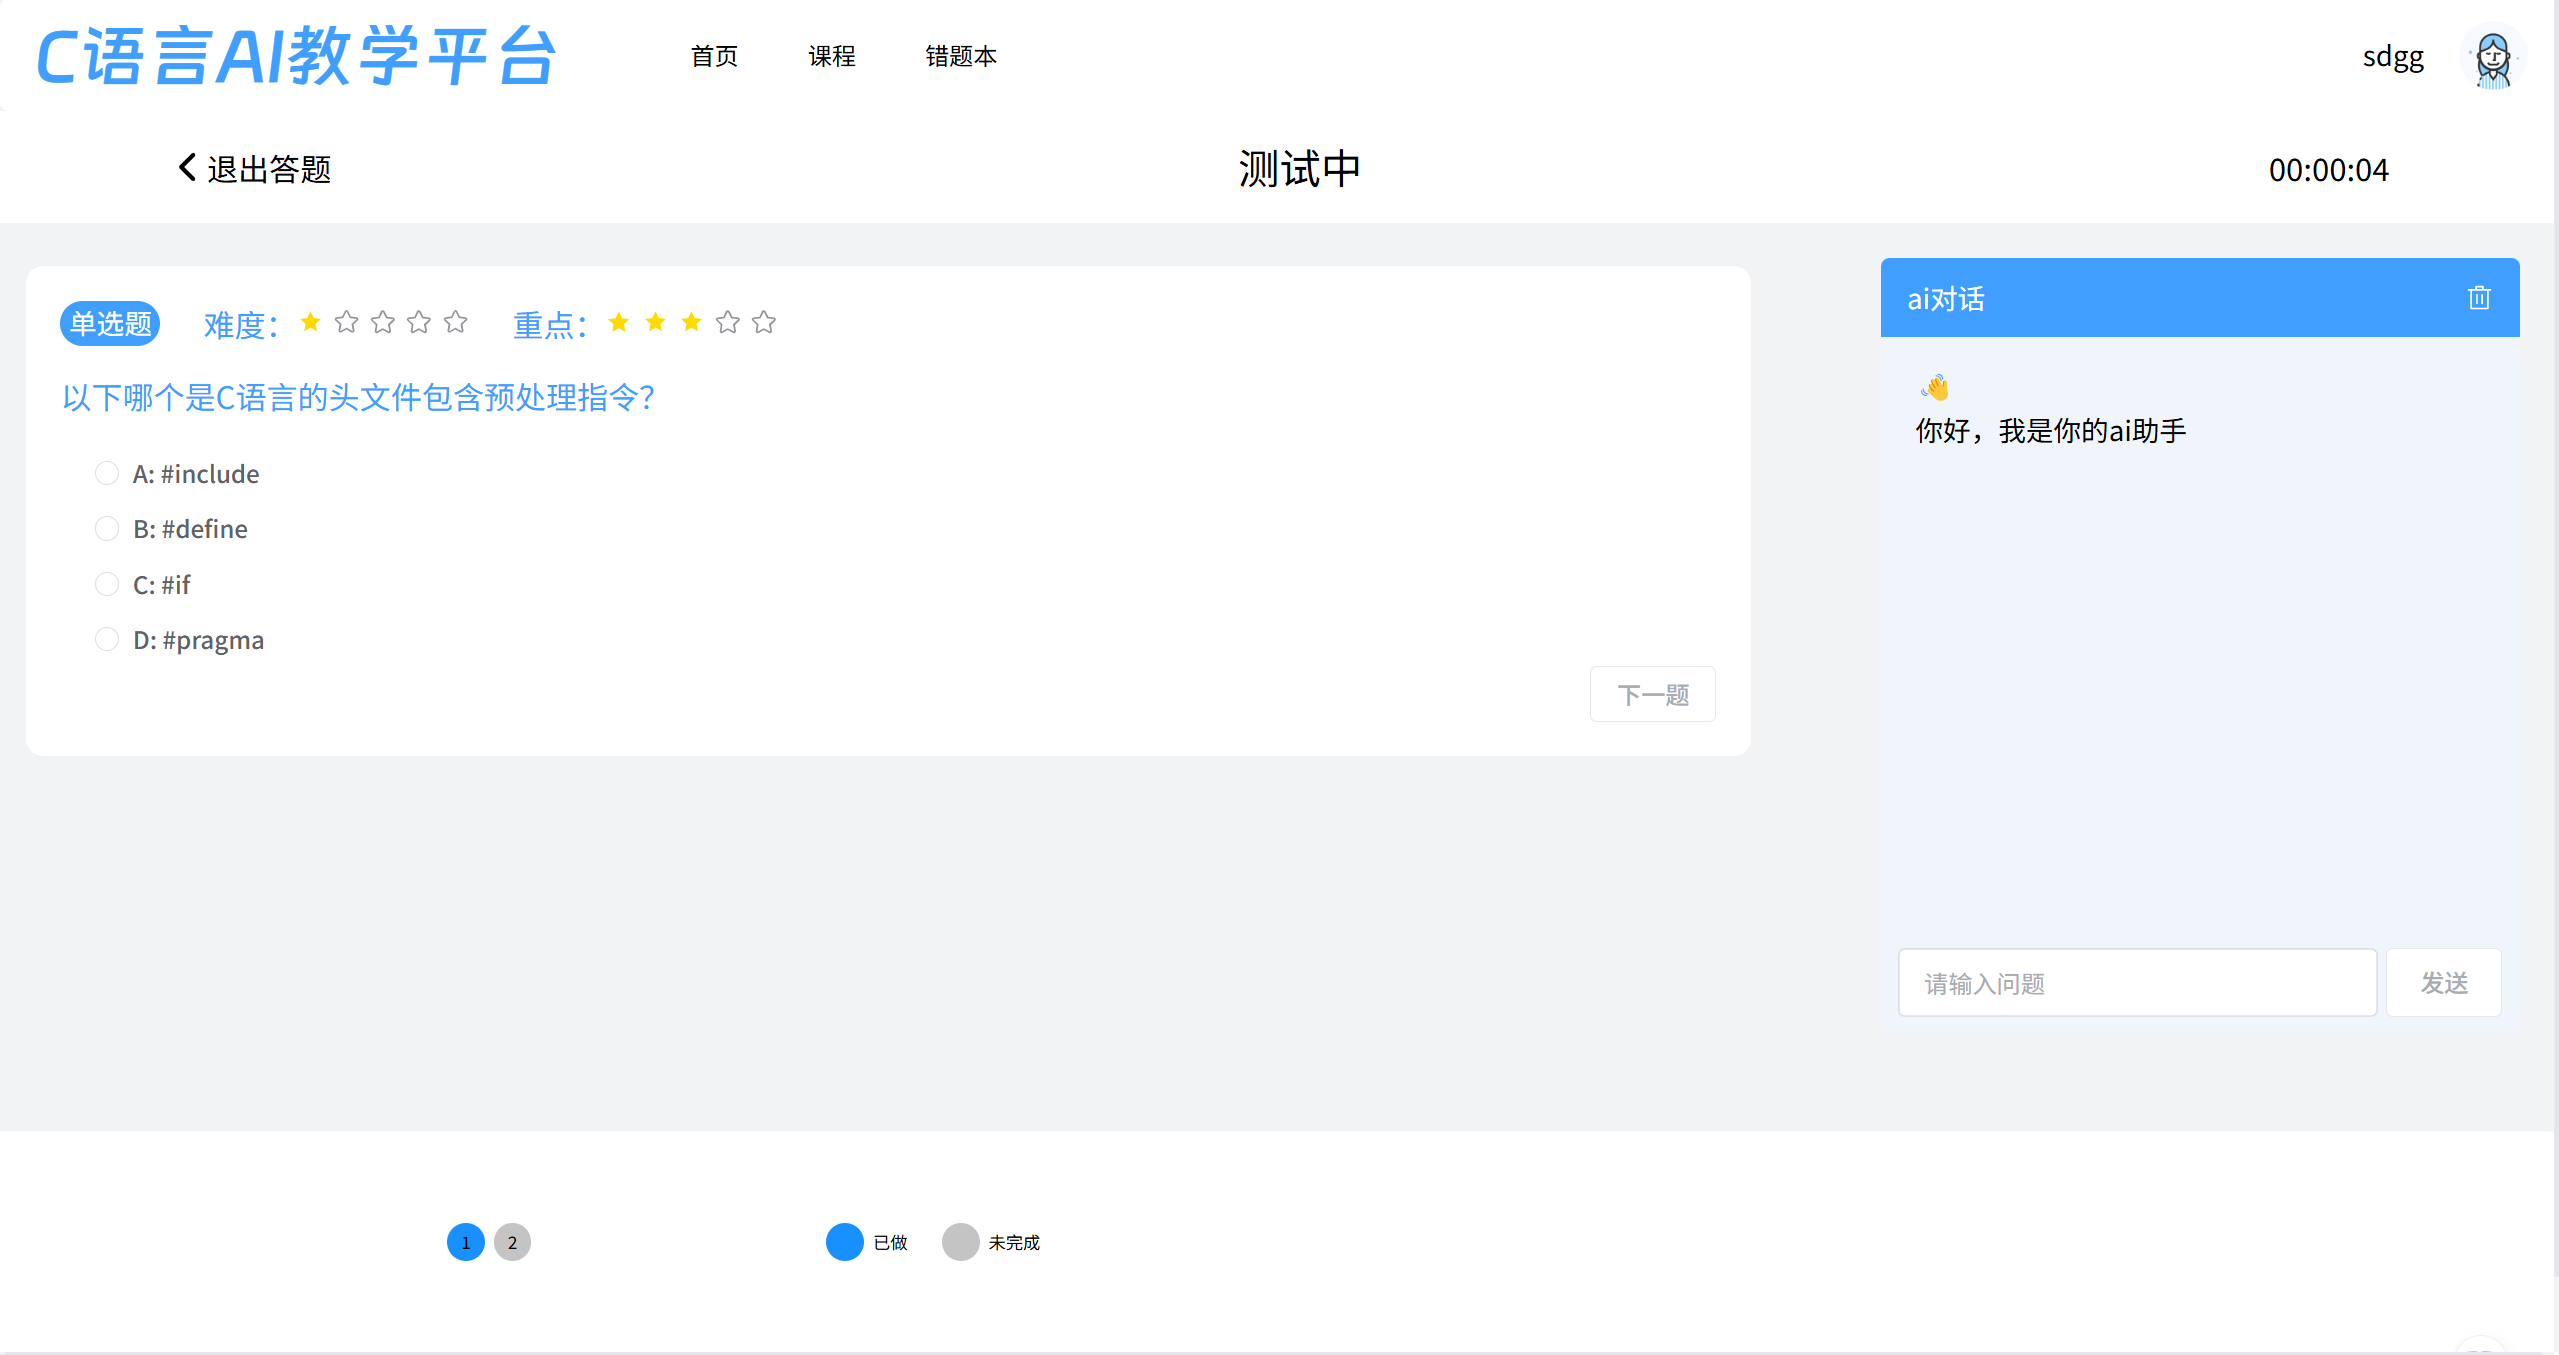 C语言AI教学平台 首页 课程 错题本 sdgg
退出答题 测试中 00:00:04
单选题 难度： 重点：
以下哪个是C语言的头文件包含预处理指令？
A: #include
B: #define
C: #if
D: #pragma
下一题
ai对话
👋
你好，我是你的ai助手
请输入问题 发送
1 2 已做 未完成